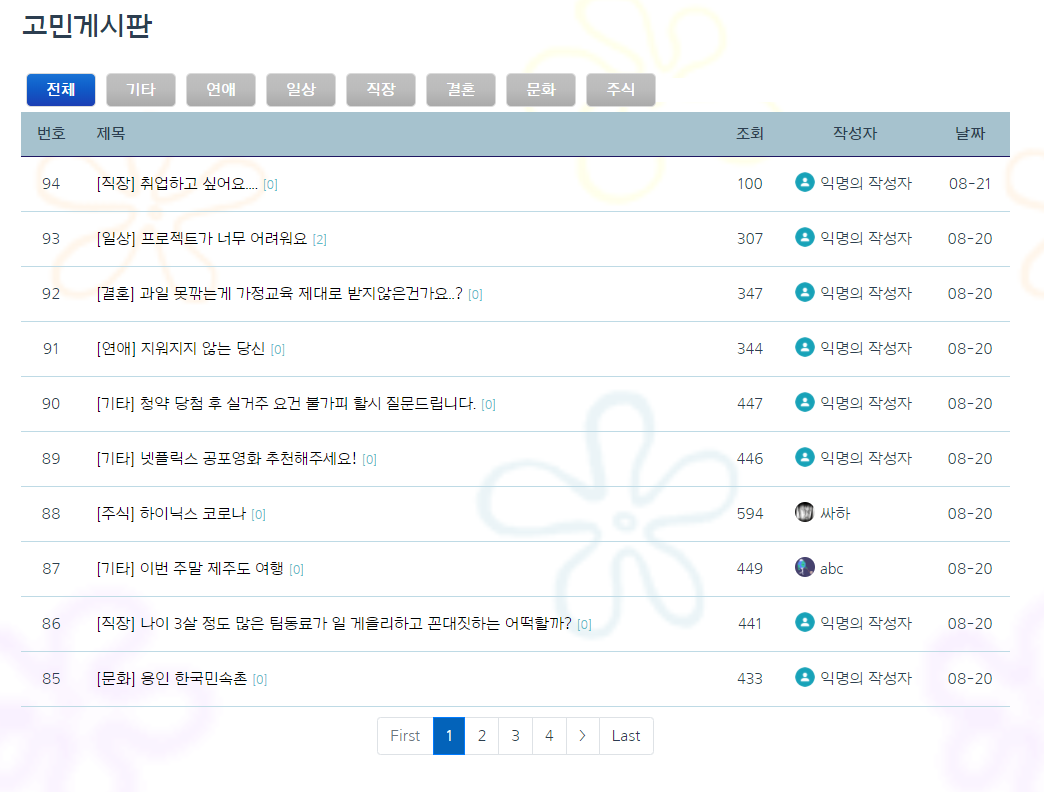 고민게시판
전체 기타 연애 일상 직장 결혼 문화 주식
번호 제목 조회 작성자 날짜
94 [직장] 취업하고 싶어요.... [0] 100 익명의 작성자 08-21
93 [일상] 프로젝트가 너무 어려워요 [2] 307 익명의 작성자 08-20
92 [결혼] 과일 못깎는게 가정교육 제대로 받지않은건가요..? [0] 347 익명의 작성자 08-20
91 [연애] 지워지지 않는 당신 [0] 344 익명의 작성자 08-20
90 [기타] 청약 당첨 후 실거주 요건 불가피 할시 질문드립니다. [0] 447 익명의 작성자 08-20
89 [기타] 넷플릭스 공포영화 추천해주세요! [0] 446 익명의 작성자 08-20
88 [주식] 하이닉스 코로나 [0] 594 싸하 08-20
87 [기타] 이번 주말 제주도 여행 [0] 449 abc 08-20
86 [직장] 나이 3살 정도 많은 팀동료가 일 게을리하고 꼰대짓하는 어떡할까? [0] 441 익명의 작성자 08-20
85 [문화] 용인 한국민속촌 [0] 433 익명의 작성자 08-20
First 1 2 3 4 > Last